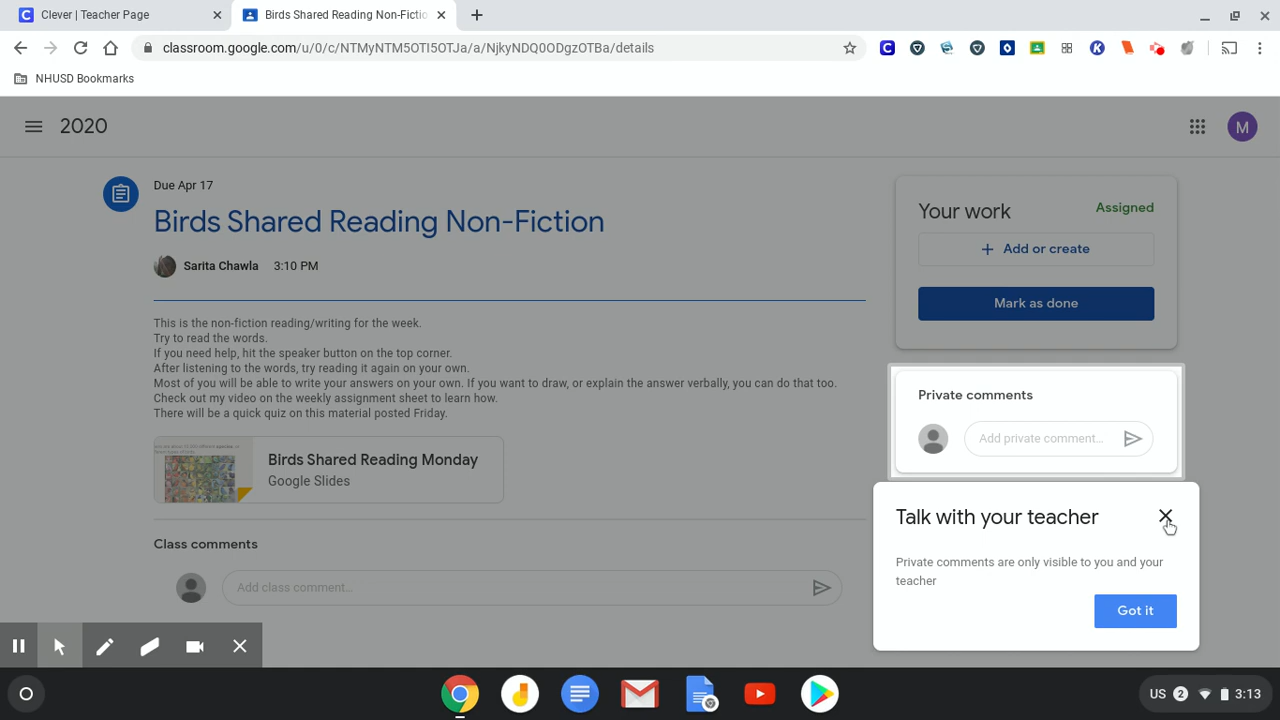 Clever | Teacher Page
Birds Shared Reading Non-Fictio
classroom.google.com/u/0/c/NTMyNTM5OTI5OTJa/a/NjkyNDQ0ODgzOTBa/details
NHUSD Bookmarks
2020
M
Due Apr 17
Birds Shared Reading Non-Fiction
Sarita Chawla 3:10 PM
This is the non-fiction reading/writing for the week.
Try to read the words.
If you need help, hit the speaker button on the top corner.
After listening to the words, try reading it again on your own.
Most of you will be able to write your answers on your own. If you want to draw, or explain the answer verbally, you can do that too.
Check out my video on the weekly assignment sheet to learn how.
There will be a quick quiz on this material posted Friday.
Birds Shared Reading Monday
Google Slides
Class comments
Add class comment...
Your work Assigned
+ Add or create
Mark as done
Private comments
Add private comment...
Talk with your teacher
Private comments are only visible to you and your
teacher
Got it
US 2 3:13